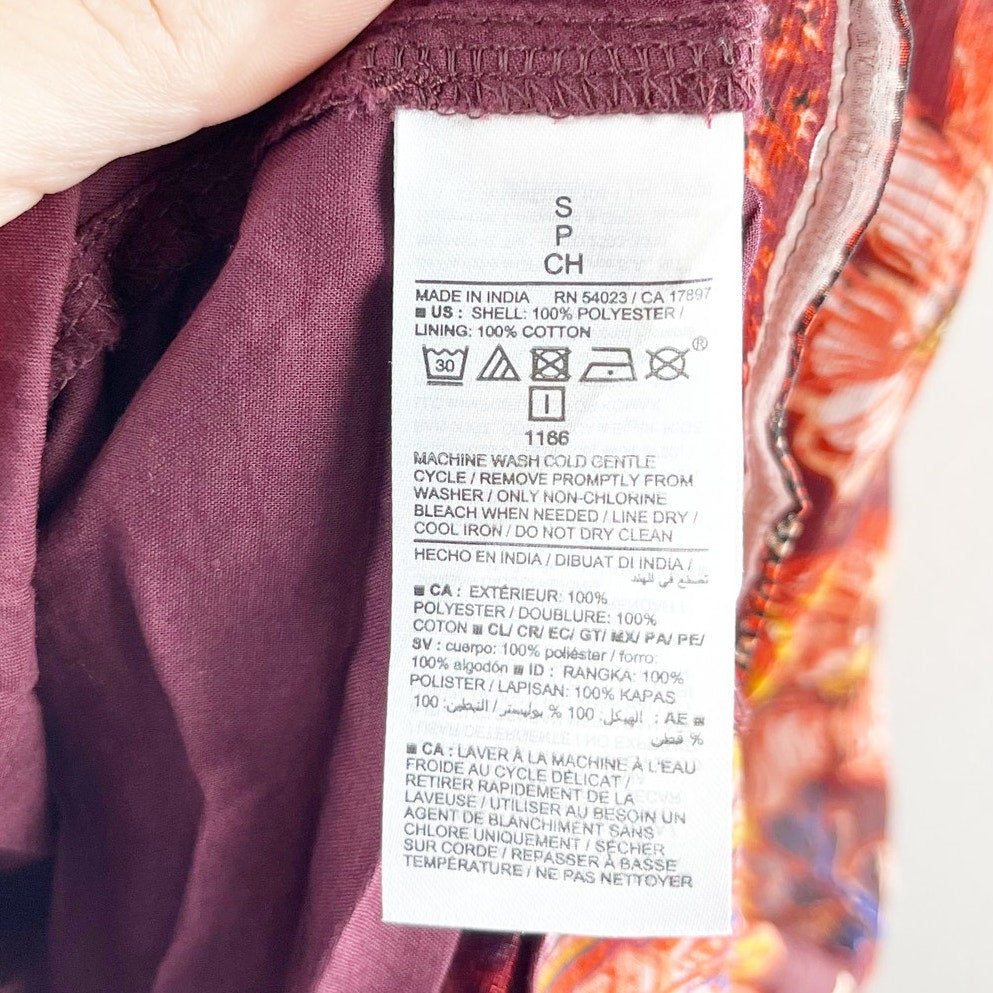 S
P
CH
MADE IN INDIA RN 54023 / CA 17897
■ US : SHELL: 100% POLYESTER /
LINING: 100% COTTON
30
®
I
1166
MACHINE WASH COLD GENTLE
CYCLE / REMOVE PROMPTLY FROM
WASHER / ONLY NON-CHLORINE
BLEACH WHEN NEEDED / LINE DRY /
COOL IRON / DO NOT DRY CLEAN
HECHO EN INDIA / DIBUAT DI INDIA /
تصنع في الهند
■ CA : EXTÉRIEUR: 100%
POLYESTER / DOUBLURE: 100%
COTON ■ CL/ CR/ EC/ GT/ MX/ PA/ PE/
SV : cuerpo: 100% poliéster / forro:
100% algodón ■ ID : RANGKA: 100%
POLISTER / LAPISAN: 100% KAPAS
■ AE : الهيكل: 100 % بوليستر / التبطين: 100
% قطن
■ CA : LAVER À LA MACHINE À L'EAU
FROIDE AU CYCLE DÉLICAT /
RETIRER RAPIDEMENT DE LA
LAVEUSE / UTILISER AU BESOIN UN
AGENT DE BLANCHIMENT SANS
CHLORE UNIQUEMENT / SÉCHER
SUR CORDE / REPASSER À BASSE
TEMPÉRATURE / NE PAS NETTOYER